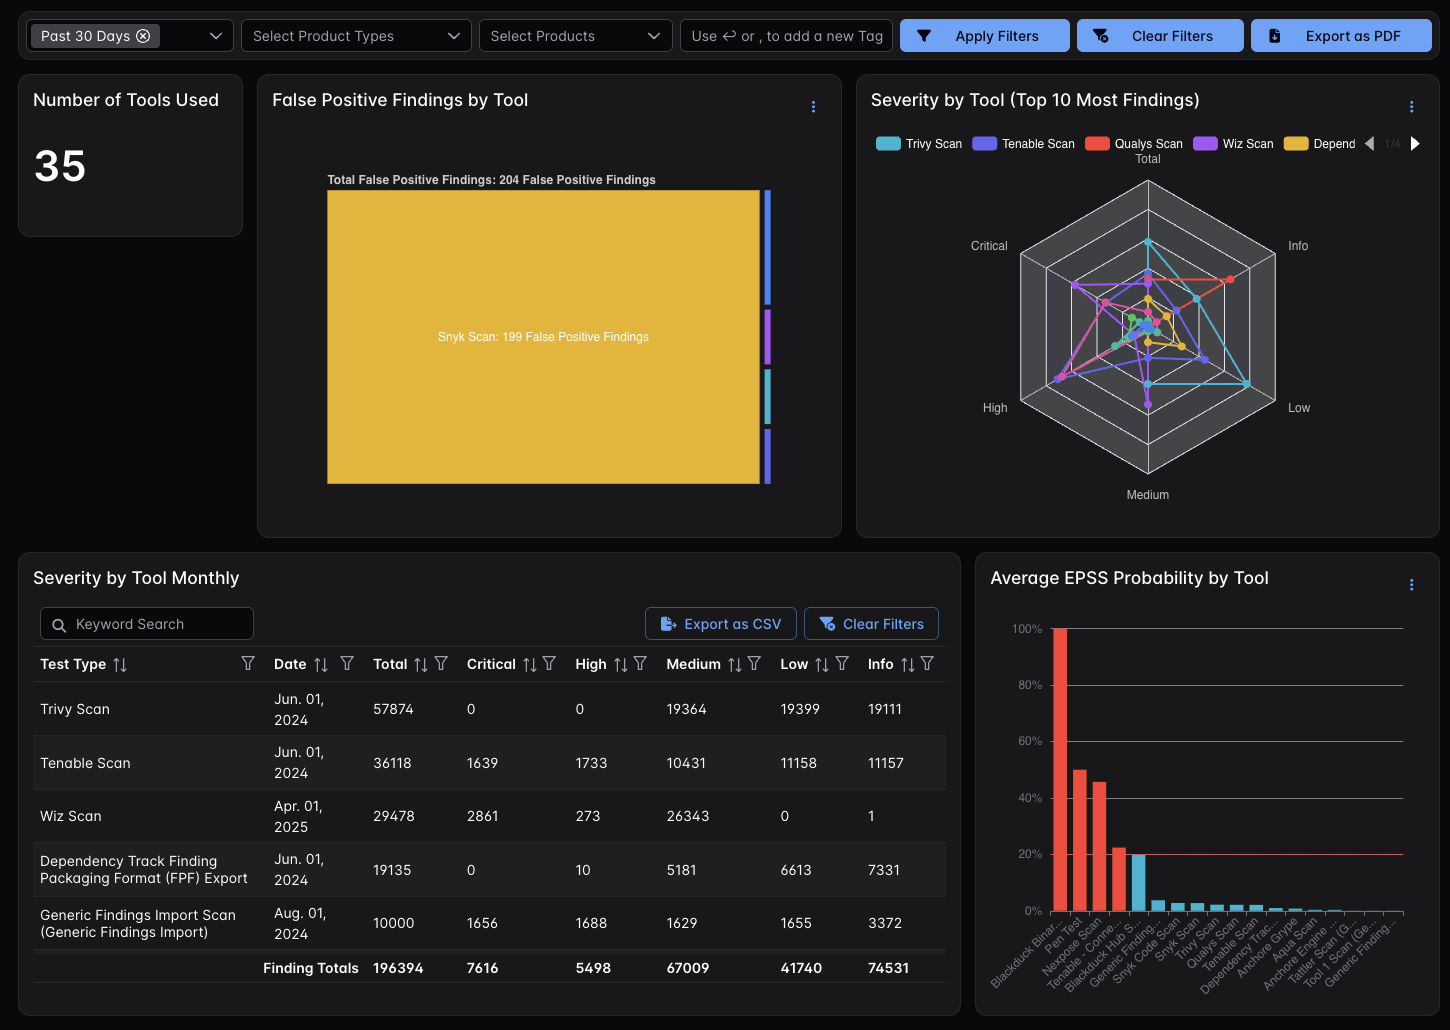 Past 30 Days
Select Product Types
Select Products
Use ↩ or , to add a new Tag
Apply Filters
Clear Filters
Export as PDF
Number of Tools Used
35
False Positive Findings by Tool
Total False Positive Findings: 204 False Positive Findings
Snyk Scan: 199 False Positive Findings
Severity by Tool (Top 10 Most Findings)
Trivy Scan Tenable Scan Qualys Scan Wiz Scan Depend 1/4
Total
Critical Info
High Low
Medium
Severity by Tool Monthly
Keyword Search
Export as CSV
Clear Filters
Test Type Date Total Critical High Medium Low Info
Trivy Scan Jun. 01, 2024 57874 0 0 19364 19399 19111
Tenable Scan Jun. 01, 2024 36118 1639 1733 10431 11158 11157
Wiz Scan Apr. 01, 2025 29478 2861 273 26343 0 1
Dependency Track Finding Packaging Format (FPF) Export Jun. 01, 2024 19135 0 10 5181 6613 7331
Generic Findings Import Scan (Generic Findings Import) Aug. 01, 2024 10000 1656 1688 1629 1655 3372
Finding Totals 196394 7616 5498 67009 41740 74531
Average EPSS Probability by Tool
100%
80%
60%
40%
20%
0%
Blackduck Binar...
Pen Test
Nexpose Scan
Tenable - Conne...
Blackduck Hub S...
Generic Finding...
Snyk Code Scan
Snyk Scan
Trivy Scan
Qualys Scan
Tenable Scan
Dependency Trac...
Anchore Grype
Aqua Scan
Anchore Engine ...
Tattler Scan (G...
Tool 1 Scan (Ge...
Generic Finding...